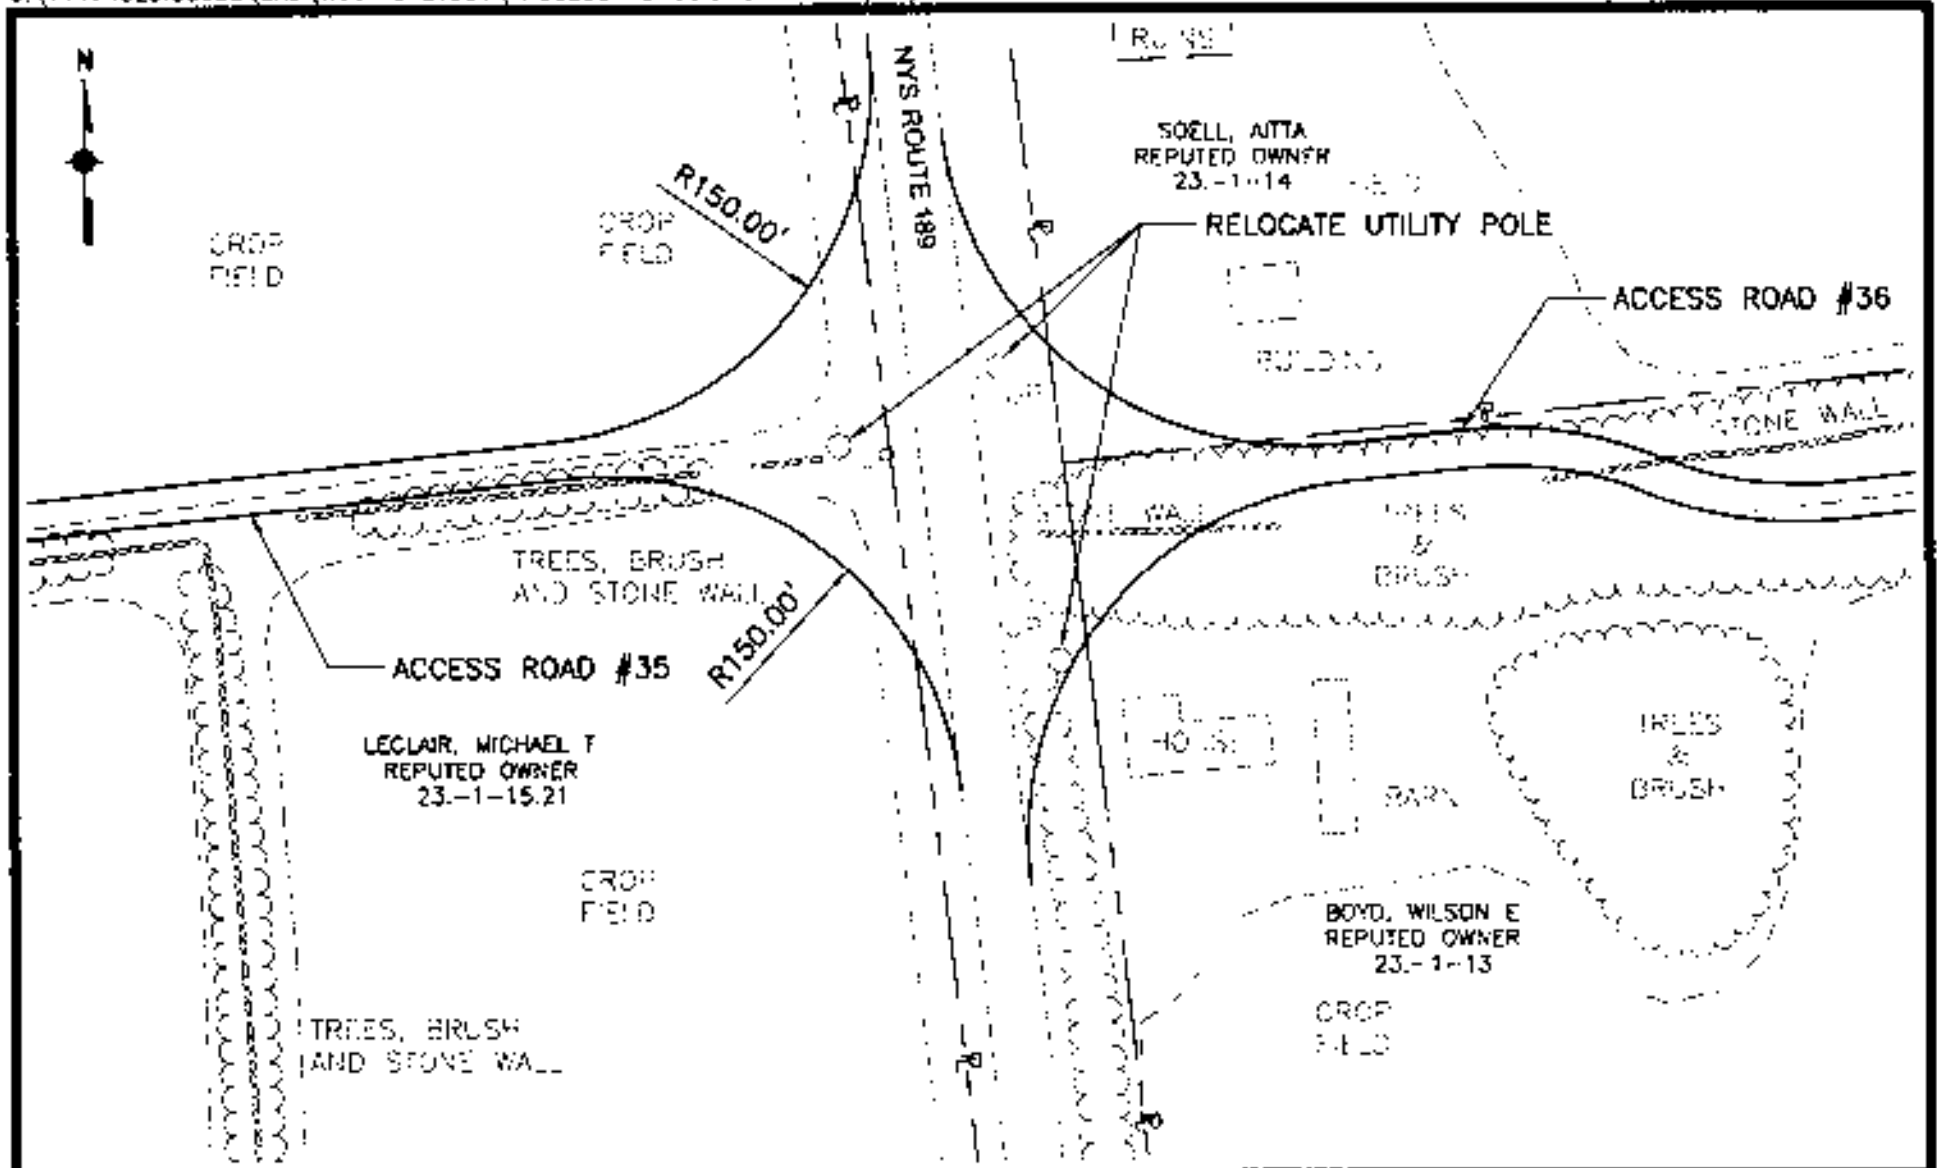 N
NYS ROUTE 189
SOELL, AITTA
REPUTED OWNER
23.-1-14
R150.00'
CROP
FIELD
CROP
FIELD
RELOCATE UTILITY POLE
ACCESS ROAD #36
BUILDING
STONE WALL
WALL
TREES
&
BRUSH
TREES, BRUSH
AND STONE WALL
R150.00'
ACCESS ROAD #35
LECLAIR, MICHAEL T
REPUTED OWNER
23.-1-15.21
HOUSE
BARN
TREES
&
BRUSH
CROP
FIELD
BOYD, WILSON E
REPUTED OWNER
23.-1-13
CROP
FIELD
TREES, BRUSH
AND STONE WALL